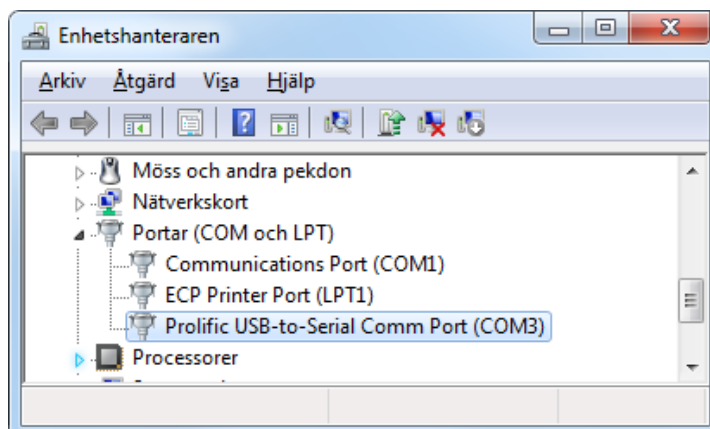 Enhetshanteraren
Arkiv Åtgärd Visa Hjälp
Möss och andra pekdon
Nätverkskort
Portar (COM och LPT)
Communications Port (COM1)
ECP Printer Port (LPT1)
Prolific USB-to-Serial Comm Port (COM3)
Processorer